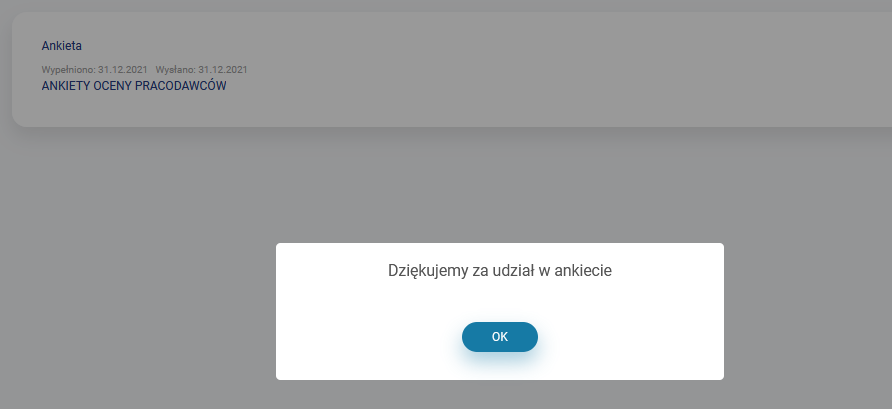 Ankieta
Wypełniono: 31.12.2021 Wysłano: 31.12.2021
ANKIETY OCENY PRACODAWCÓW
Dziękujemy za udział w ankiecie
OK